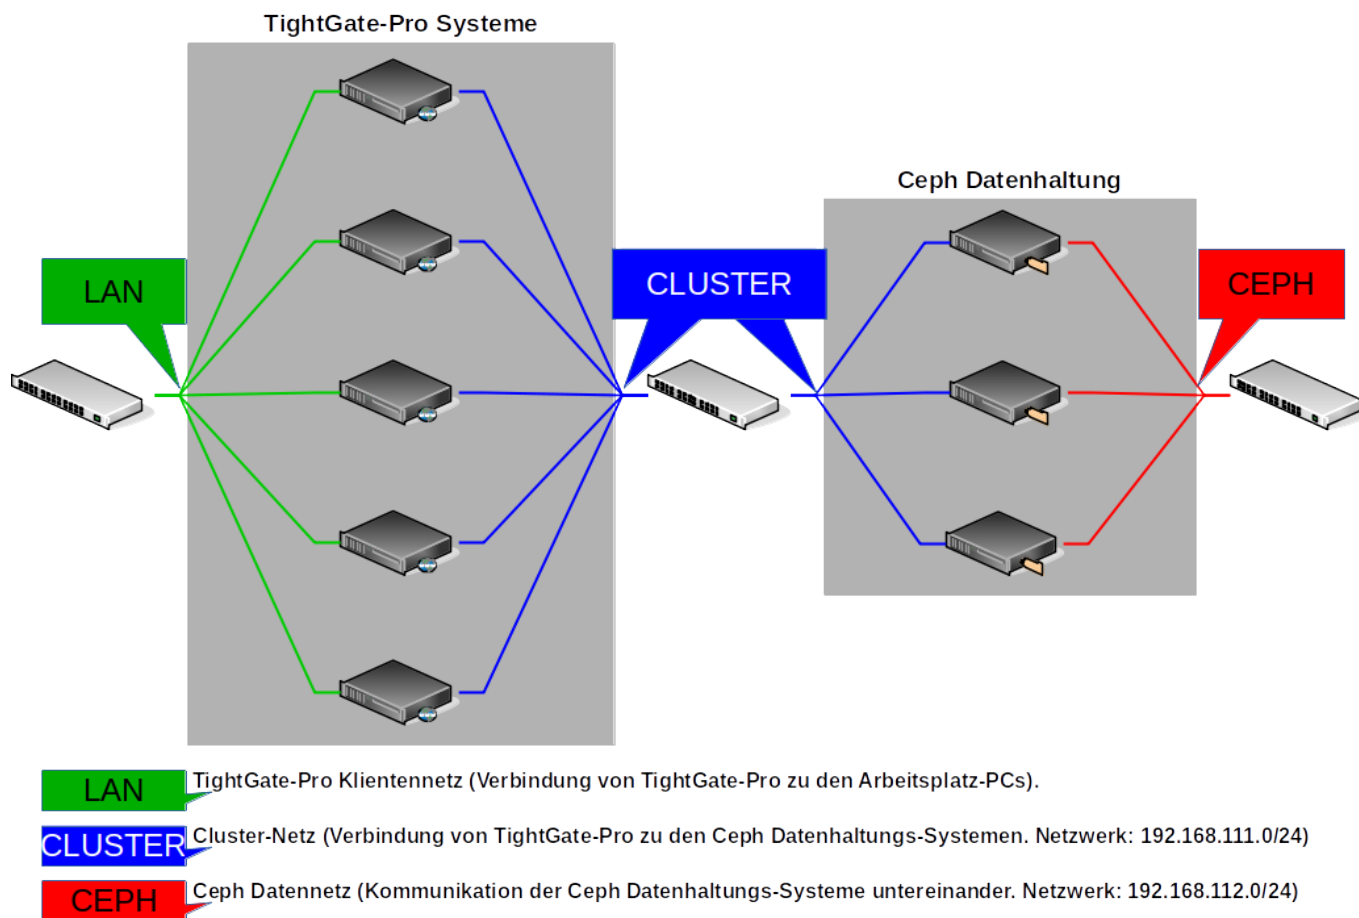 TightGate-Pro Systeme
Ceph Datenhaltung
LAN
CLUSTER
CEPH
LAN
TightGate-Pro Klientennetz (Verbindung von TightGate-Pro zu den Arbeitsplatz-PCs).
CLUSTER
Cluster-Netz (Verbindung von TightGate-Pro zu den Ceph Datenhaltungs-Systemen. Netzwerk: 192.168.111.0/24)
CEPH
Ceph Datennetz (Kommunikation der Ceph Datenhaltungs-Systeme untereinander. Netzwerk: 192.168.112.0/24)